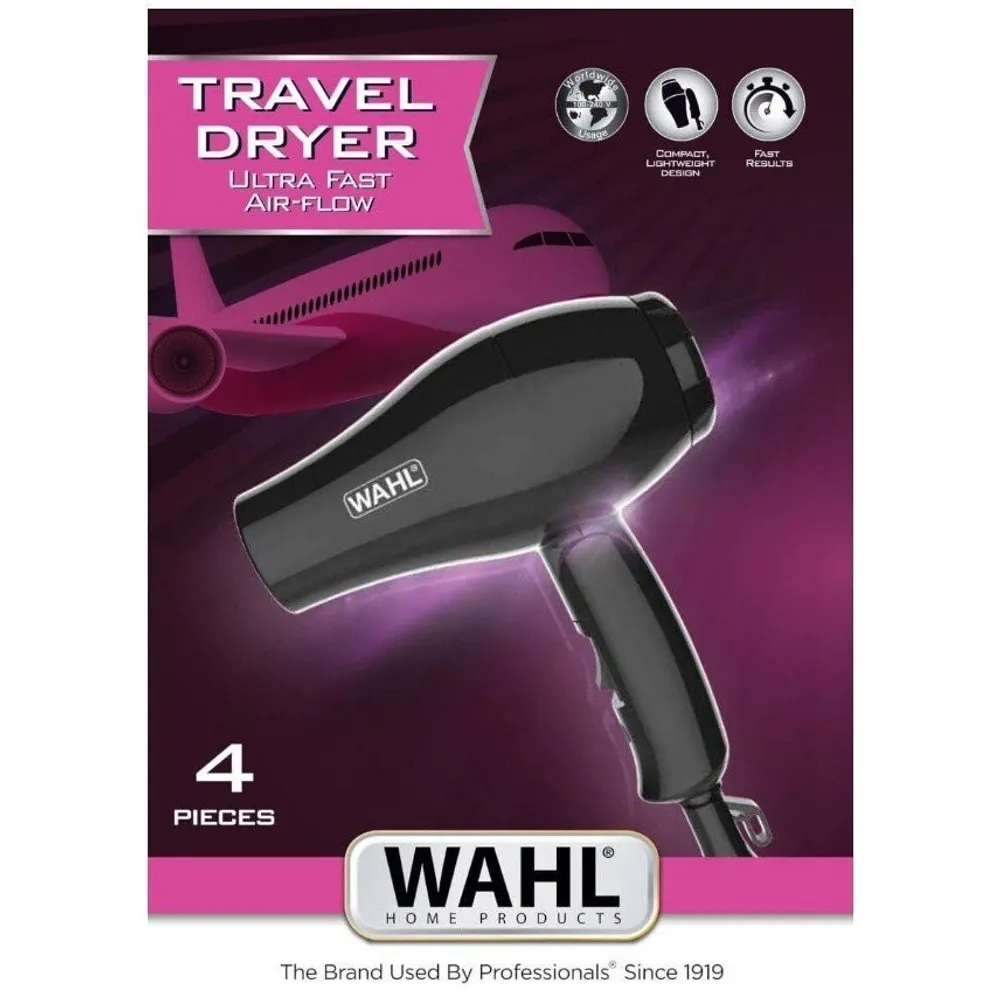 TRAVEL
DRYER
ULTRA FAST
AIR-FLOW
Worldwide
100-240 V
Usage
COMPACT,
LIGHTWEIGHT
DESIGN
FAST
RESULTS
WAHL®
4
PIECES
WAHL®
HOME PRODUCTS
The Brand Used By Professionals® Since 1919